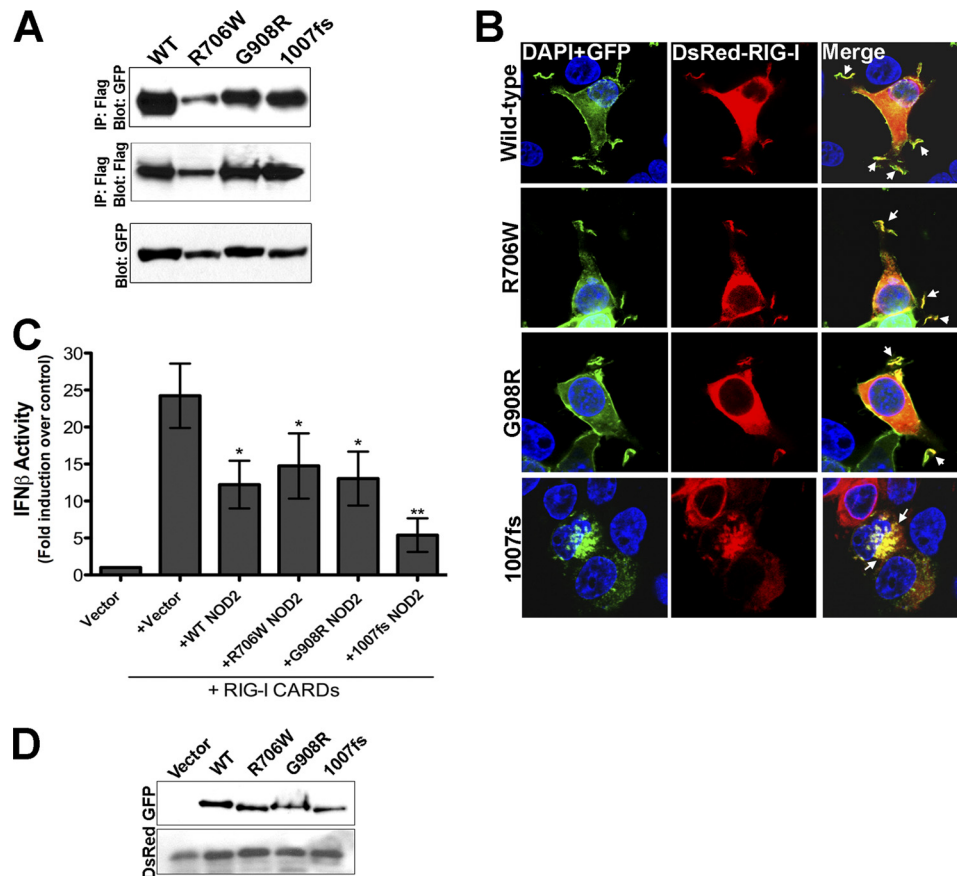 A
WT
R706W
G908R
1007fs
IP: Flag
Blot: GFP
IP: Flag
Blot: Flag
Blot: GFP
B
DAPI+GFP
DsRed-RIG-I
Merge
Wild-type
R706W
G908R
1007fs
C
IFNβ Activity
(Fold induction over control)
30
25
20
15
10
5
0
*
*
*
**
Vector
+Vector
+WT NOD2
+R706W NOD2
+G908R NOD2
+1007fs NOD2
+ RIG-I CARDs
D
Vector
WT
R706W
G908R
1007fs
GFP
DsRed